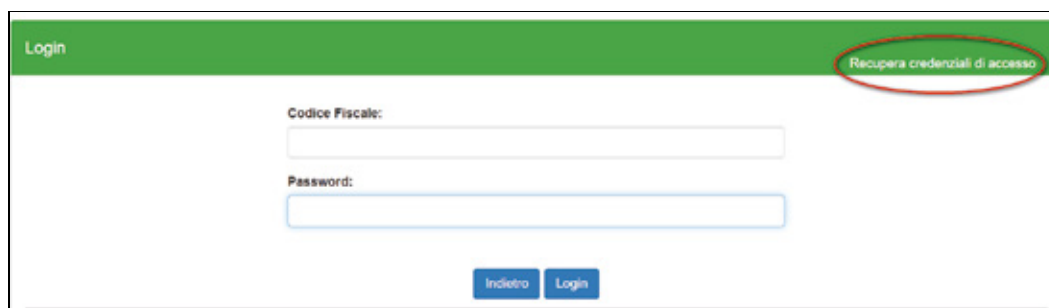 Login
Recupera credenziali di accesso
Codice Fiscale:
Password:
Indietro
Login